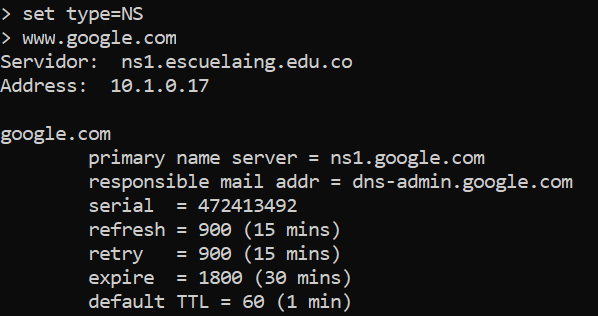 > set type=NS
> www.google.com
Servidor:  ns1.escuelaing.edu.co
Address:  10.1.0.17

google.com
        primary name server = ns1.google.com
        responsible mail addr = dns-admin.google.com
        serial  = 472413492
        refresh = 900 (15 mins)
        retry   = 900 (15 mins)
        expire  = 1800 (30 mins)
        default TTL = 60 (1 min)